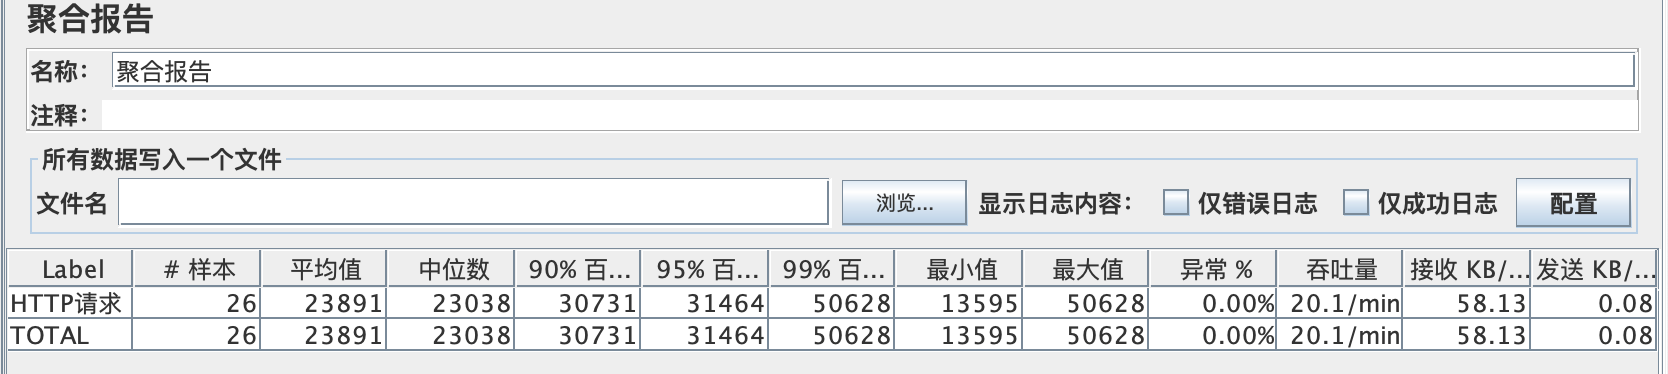 聚合报告
名称： 聚合报告
注释：
所有数据写入一个文件
文件名 浏览... 显示日志内容： 仅错误日志 仅成功日志 配置
Label # 样本 平均值 中位数 90% 百... 95% 百... 99% 百... 最小值 最大值 异常 % 吞吐量 接收 KB/... 发送 KB/...
HTTP请求 26 23891 23038 30731 31464 50628 13595 50628 0.00% 20.1/min 58.13 0.08
TOTAL 26 23891 23038 30731 31464 50628 13595 50628 0.00% 20.1/min 58.13 0.08